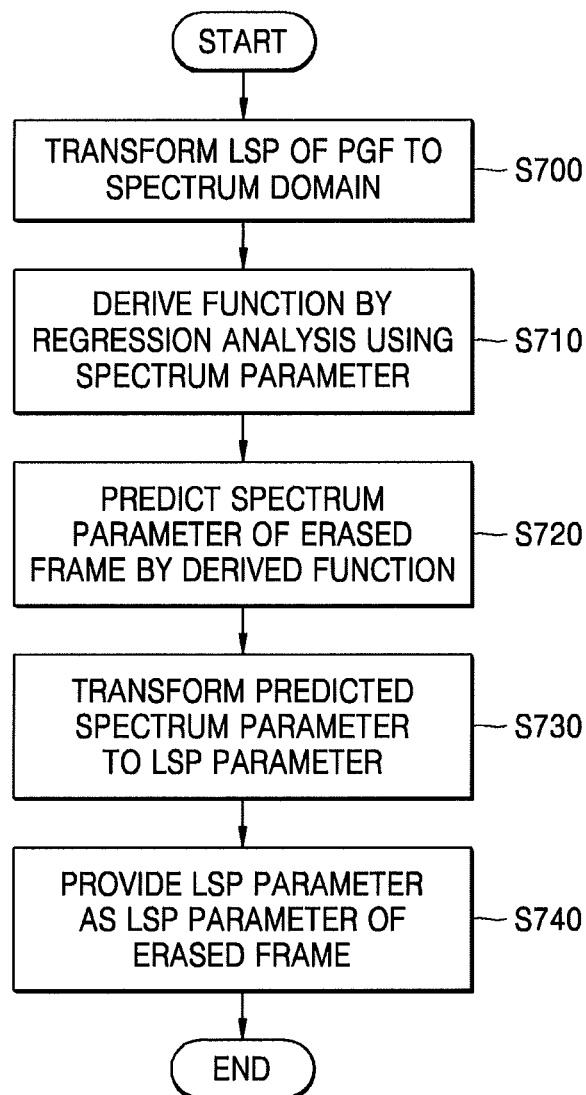 START
TRANSFORM LSP OF PGF TO
SPECTRUM DOMAIN
S700
DERIVE FUNCTION BY
REGRESSION ANALYSIS USING
SPECTRUM PARAMETER
S710
PREDICT SPECTRUM
PARAMETER OF ERASED
FRAME BY DERIVED FUNCTION
S720
TRANSFORM PREDICTED
SPECTRUM PARAMETER
TO LSP PARAMETER
S730
PROVIDE LSP PARAMETER
AS LSP PARAMETER OF
ERASED FRAME
S740
END